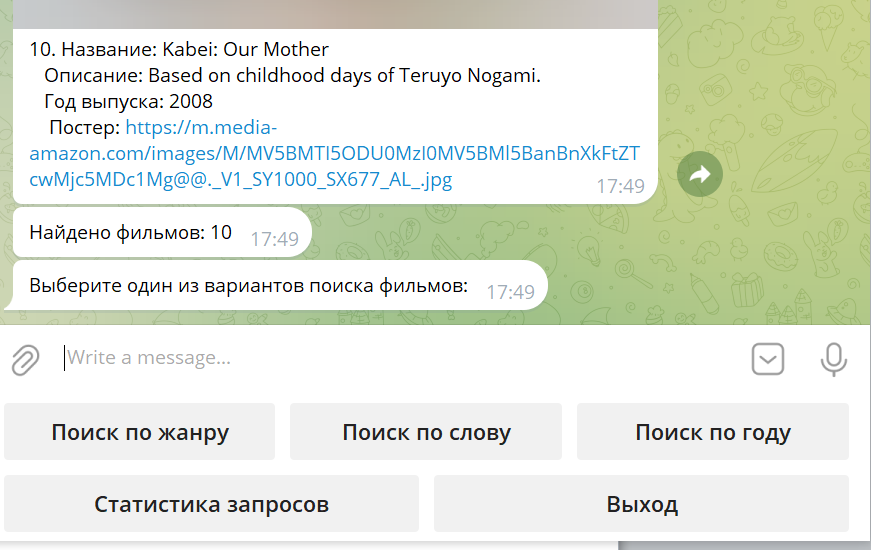 10. Название: Kabei: Our Mother
Описание: Based on childhood days of Teruyo Nogami.
Год выпуска: 2008
Постер: https://m.media-
amazon.com/images/M/MV5BMTI5ODU0MzI0MV5BMl5BanBnXkFtZT
cwMjc5MDc1Mg@@._V1_SY1000_SX677_AL_.jpg
17:49
Найдено фильмов: 10 17:49
Выберите один из вариантов поиска фильмов: 17:49
Write a message...
Поиск по жанру Поиск по слову Поиск по году
Статистика запросов Выход